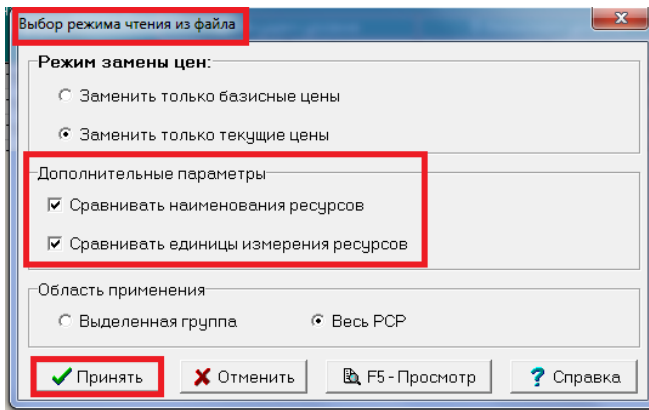 Выбор режима чтения из файла
Режим замены цен:
Заменить только базисные цены
Заменить только текущие цены
Дополнительные параметры
Сравнивать наименования ресурсов
Сравнивать единицы измерения ресурсов
Область применения
Выделенная группа Весь РСР
Принять Отменить F5 - Просмотр ? Справка